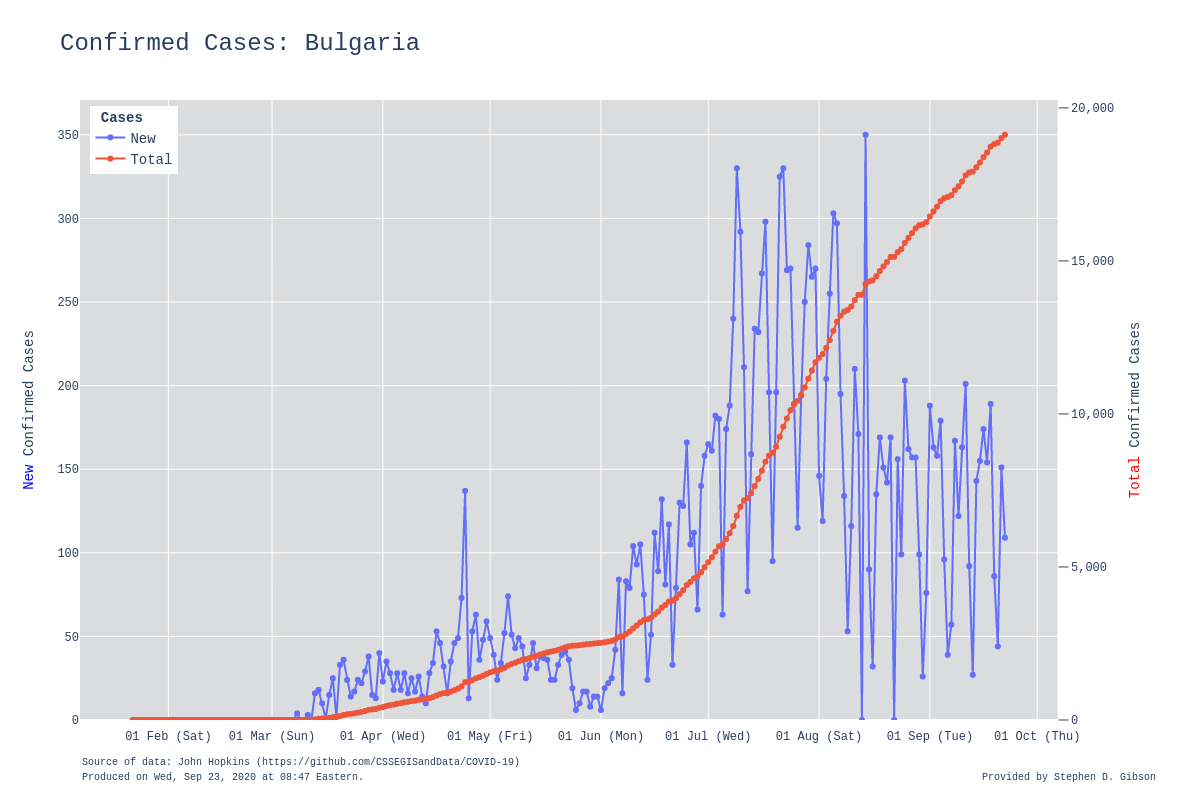 Confirmed Cases: Bulgaria
Cases
New
Total
350
300
250
200
150
100
50
0
20,000
15,000
10,000
5,000
0
New Confirmed Cases
Total Confirmed Cases
01 Feb (Sat) 01 Mar (Sun) 01 Apr (Wed) 01 May (Fri) 01 Jun (Mon) 01 Jul (Wed) 01 Aug (Sat) 01 Sep (Tue) 01 Oct (Thu)
Source of data: John Hopkins (https://github.com/CSSEGISandData/COVID-19)
Produced on Wed, Sep 23, 2020 at 08:47 Eastern.
Provided by Stephen D. Gibson